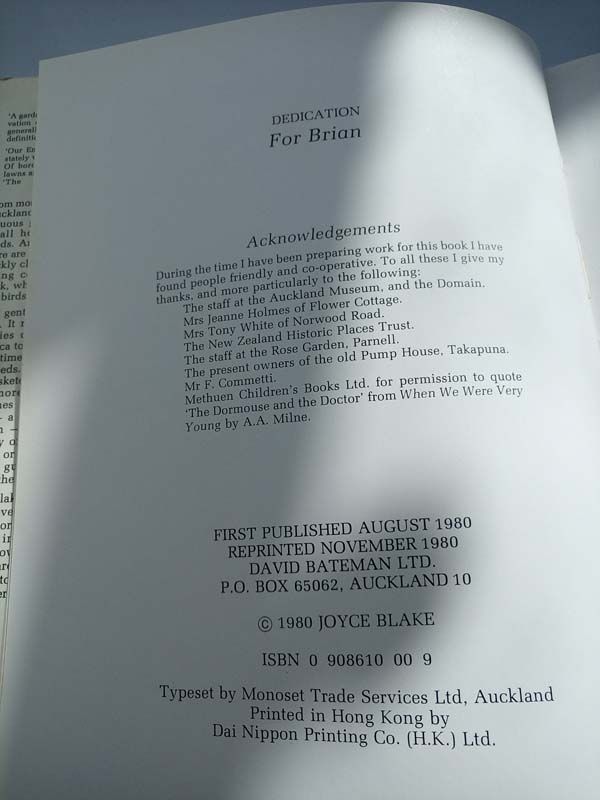 DEDICATION
For Brian
Acknowledgements
During the time I have been preparing work for this book I have
found people friendly and co-operative. To all these I give my
thanks, and more particularly to the following:
The staff at the Auckland Museum, and the Domain.
Mrs Jeanne Holmes of Flower Cottage.
Mrs Tony White of Norwood Road.
The New Zealand Historic Places Trust.
The staff at the Rose Garden, Parnell.
The present owners of the old Pump House, Takapuna.
Mr F. Commetti.
Methuen Children's Books Ltd. for permission to quote
'The Dormouse and the Doctor' from When We Were Very
Young by A.A. Milne.
FIRST PUBLISHED AUGUST 1980
REPRINTED NOVEMBER 1980
DAVID BATEMAN LTD.
P.O. BOX 65062, AUCKLAND 10
© 1980 JOYCE BLAKE
ISBN 0 908610 00 9
Typeset by Monoset Trade Services Ltd, Auckland
Printed in Hong Kong by
Dai Nippon Printing Co. (H.K.) Ltd.